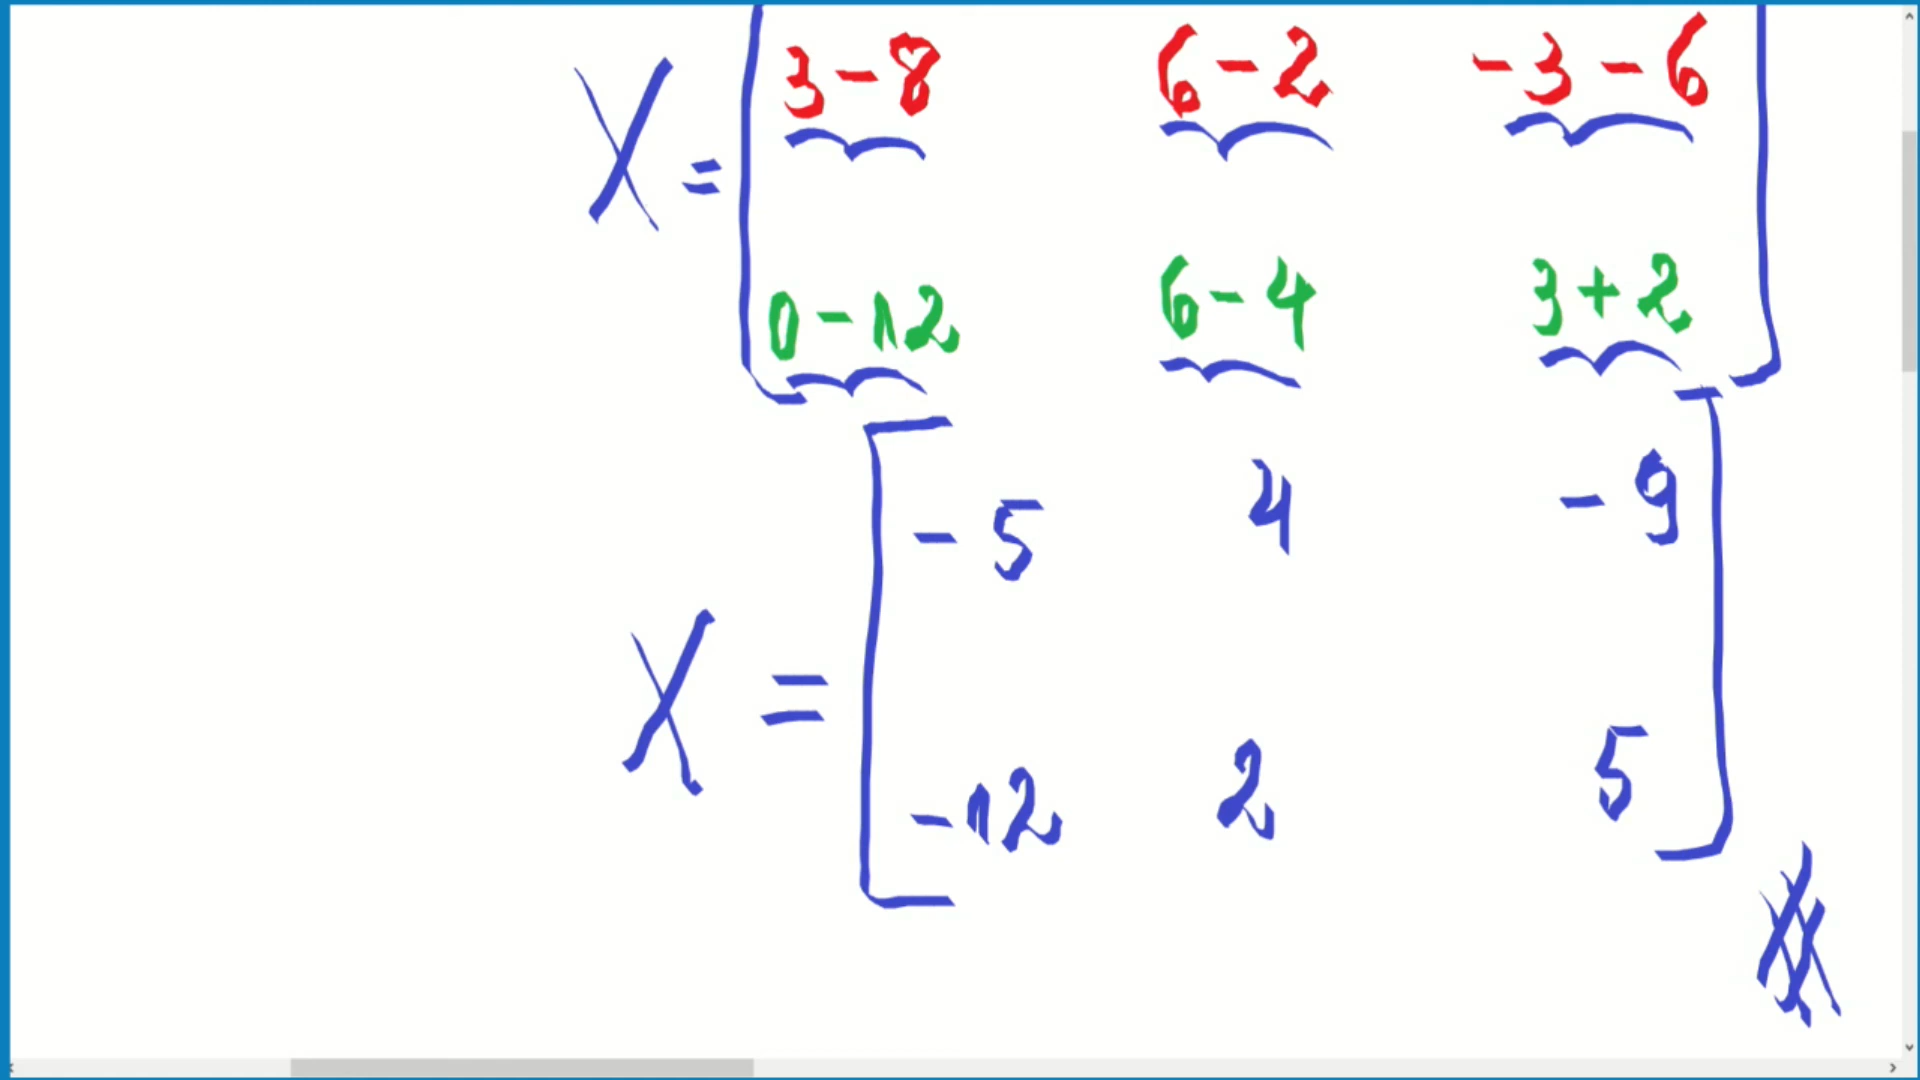 3 - 8 6 - 2 - 3 - 6
X =
0 - 12 6 - 4 3 + 2
- 5 4 - 9
X =
- 12 2 5